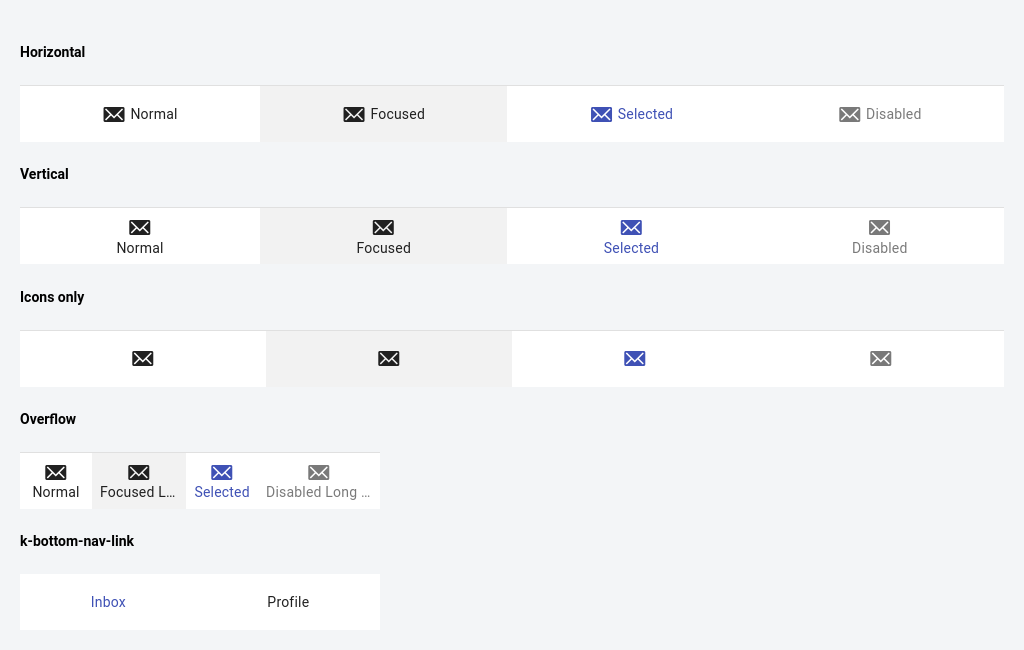 Horizontal
Normal Focused Selected Disabled
Vertical
Normal Focused Selected Disabled
Icons only
Overflow
Normal Focused L... Selected Disabled Long ...
k-bottom-nav-link
Inbox Profile